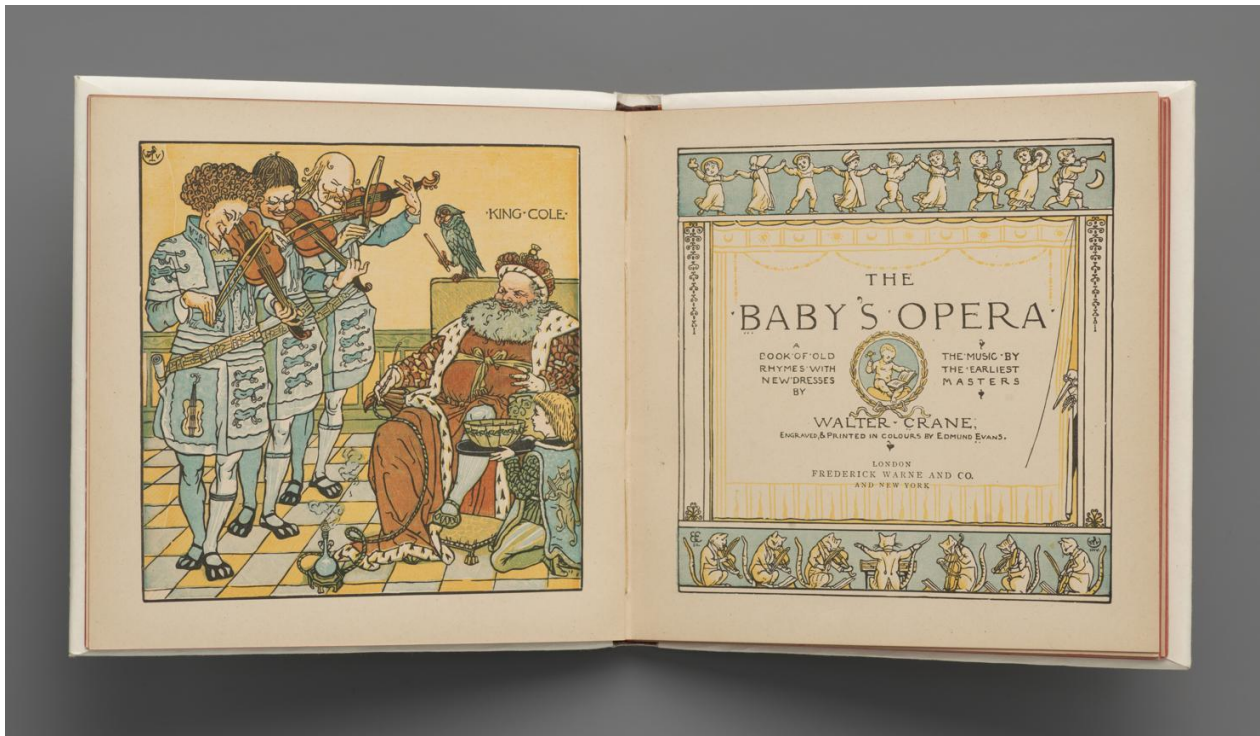 ·KING·COLE·
THE
·BABY'S·OPERA·
A
BOOK·OF·OLD
RHYMES·WITH
NEW·DRESSES
BY
THE·MUSIC·BY
THE·EARLIEST
MASTERS
WALTER·CRANE;
ENGRAVED,& PRINTED IN COLOURS BY EDMUND EVANS.
LONDON
FREDERICK WARNE AND CO.
AND NEW YORK